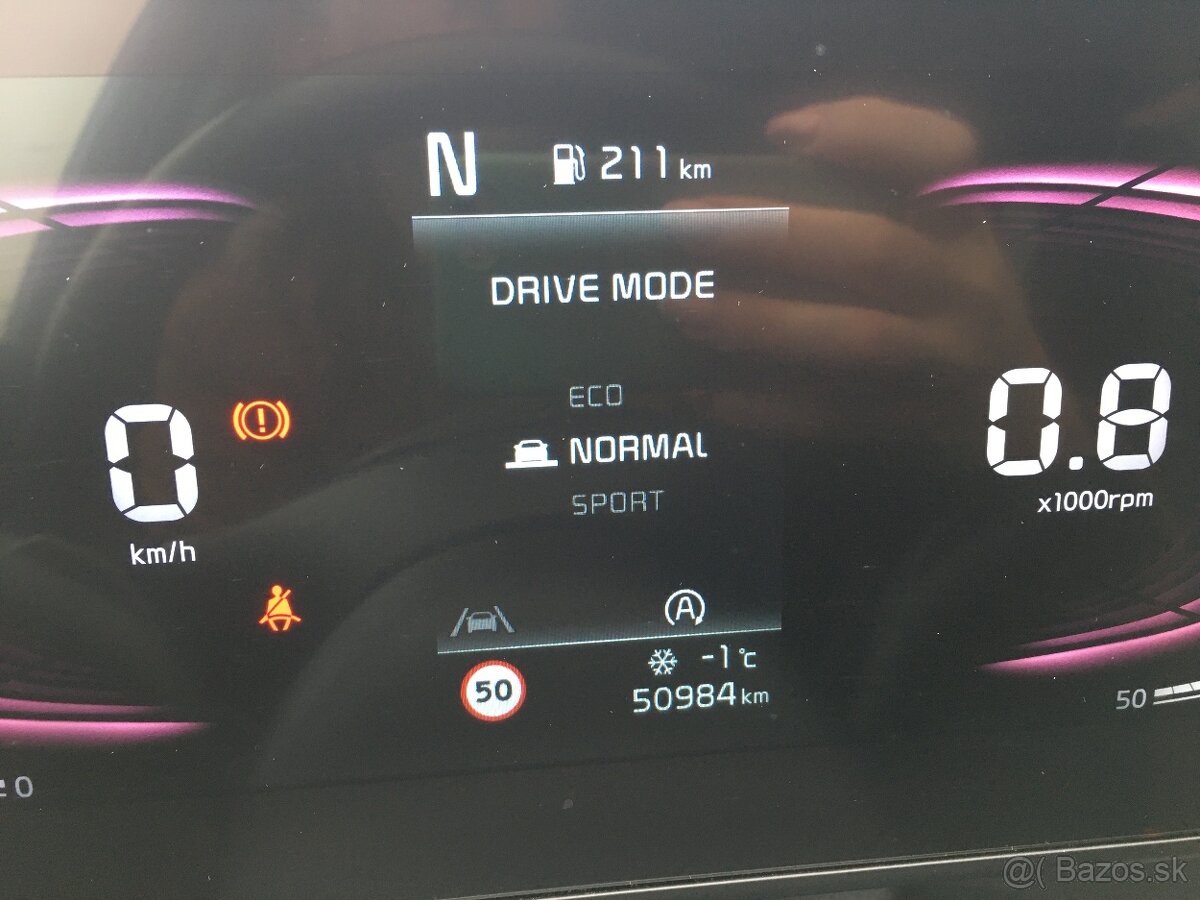 N 211 km
DRIVE MODE
ECO
NORMAL
SPORT
0
km/h
0.8
x1000rpm
A
-1 °C
50
50984 km
50
0
@( Bazos.sk